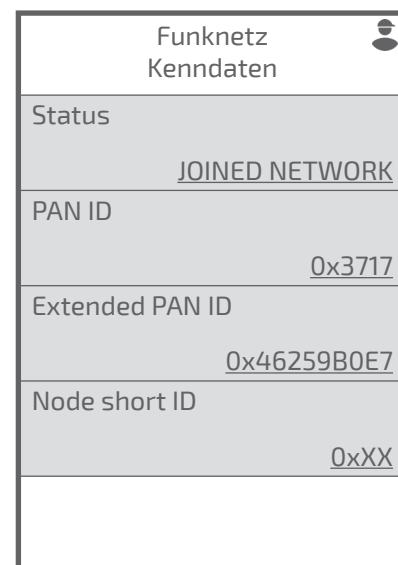 Funknetz
Kenndaten
Status
JOINED NETWORK
PAN ID
0x3717
Extended PAN ID
0x46259B0E7
Node short ID
0xXX